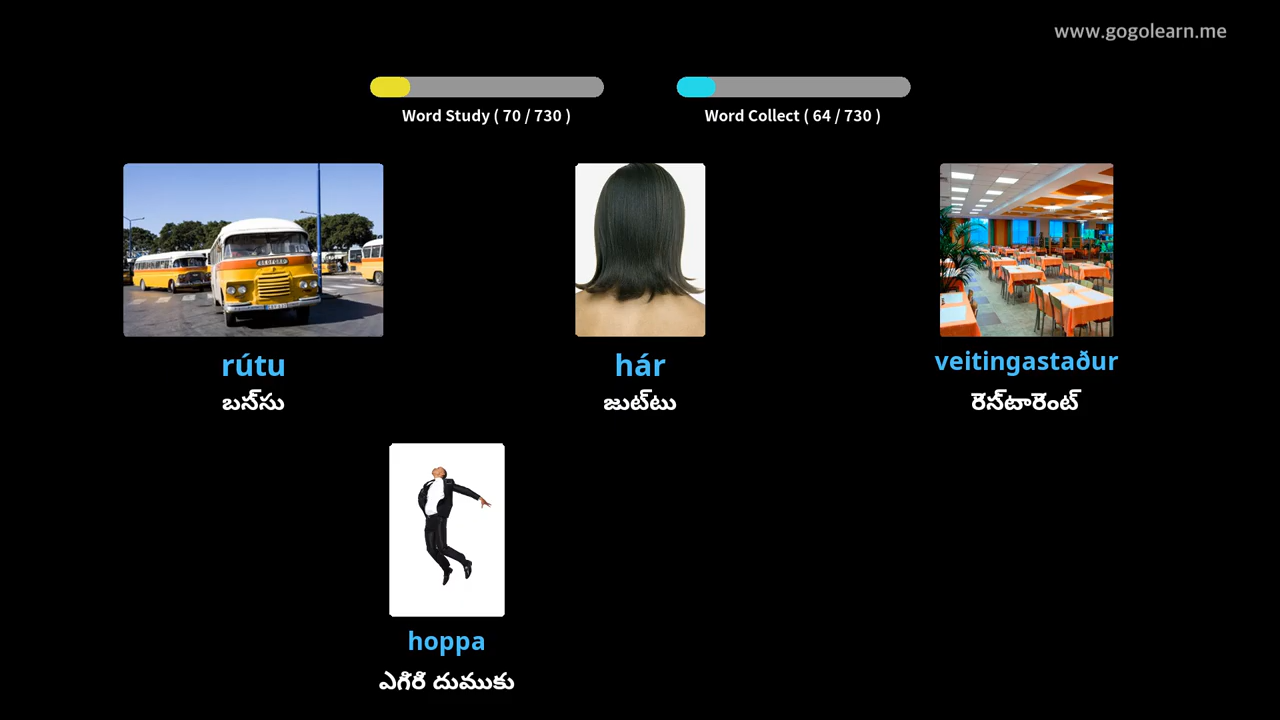 www.gogolearn.me
Word Study ( 70 / 730 )
Word Collect ( 64 / 730 )
rútu
hár
veitingastaður
బస్‌సు
జుట్‌టు
రెస్‌టారెంట్
hoppa
ఎగిరి దుముకు